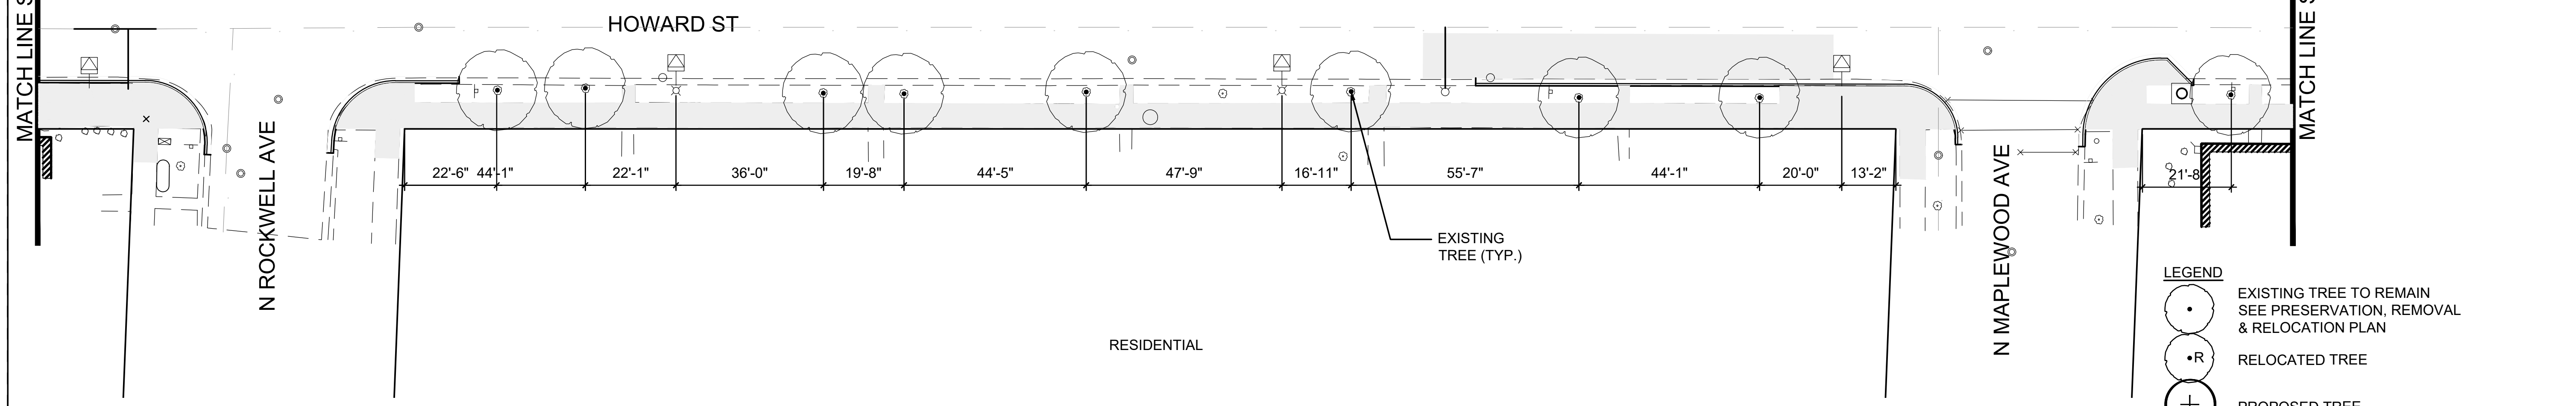 HOWARD ST
MATCH LINE S
N ROCKWELL AVE
22'-6" 44'-1" 22'-1" 36'-0" 19'-8" 44'-5" 47'-9" 16'-11" 55'-7" 44'-1" 20'-0" 13'-2"
EXISTING
TREE (TYP.)
RESIDENTIAL
N MAPLEWOOD AVE
21'-8
MATCH LINE S
LEGEND
EXISTING TREE TO REMAIN
SEE PRESERVATION, REMOVAL
& RELOCATION PLAN
R
RELOCATED TREE
PROPOSED TREE